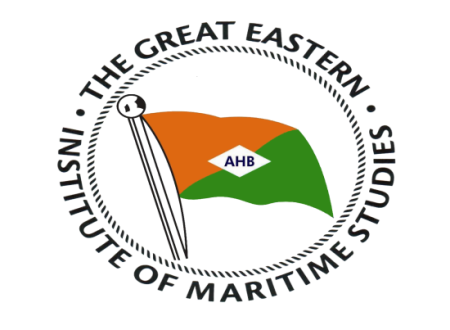 • THE GREAT EASTERN •
INSTITUTE OF MARITIME STUDIES
AHB